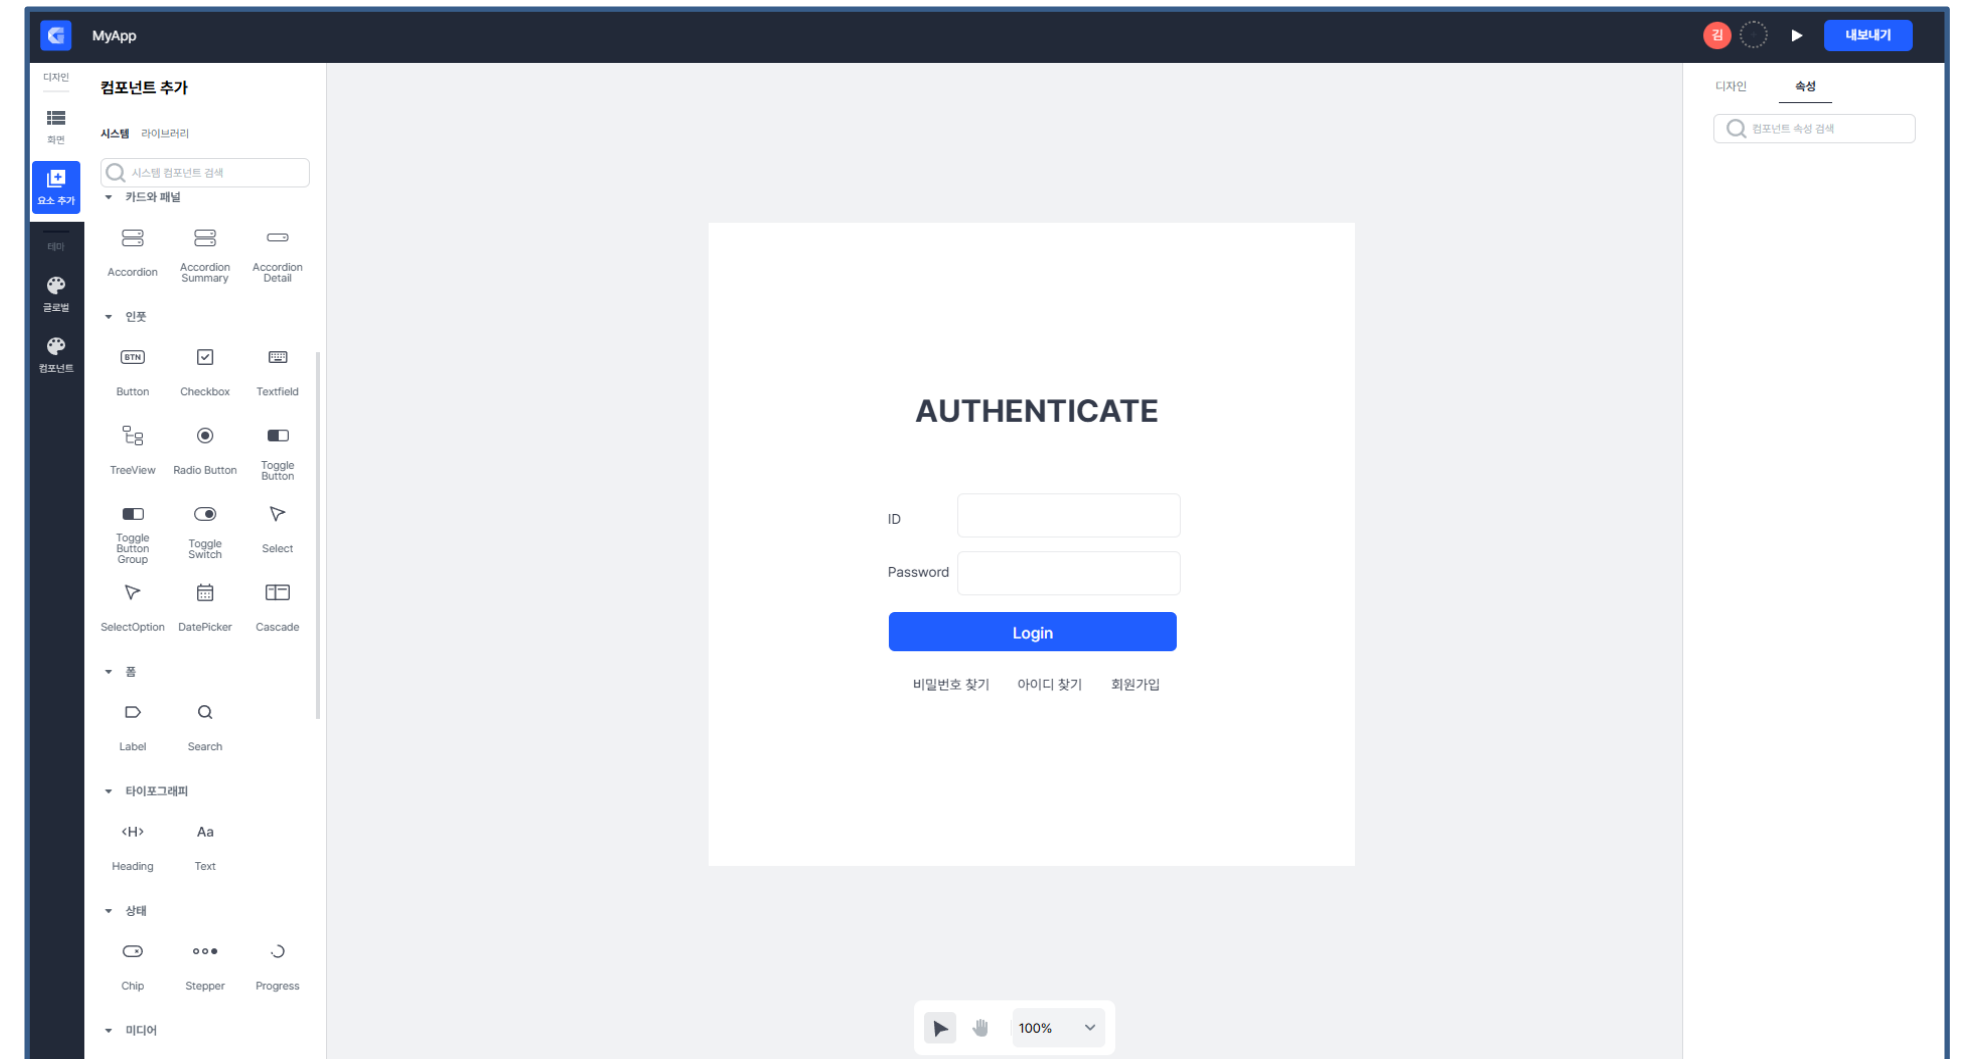 MyApp
김
내보내기
디자인
화면
요소 추가
테마
글로벌
컴포넌트
컴포넌트 추가
시스템 라이브러리
시스템 컴포넌트 검색
카드와 패널
Accordion
Accordion
Summary
Accordion
Detail
인풋
BTN
Button Checkbox Textfield
TreeView Radio Button
Toggle
Button
Toggle
Button
Group
Toggle
Switch
Select
SelectOption DatePicker Cascade
폼
Label Search
타이포그래피
<H> Aa
Heading Text
상태
Chip Stepper Progress
미디어
AUTHENTICATE
ID
Password
Login
비밀번호 찾기 아이디 찾기 회원가입
100%
디자인 속성
컴포넌트 속성 검색